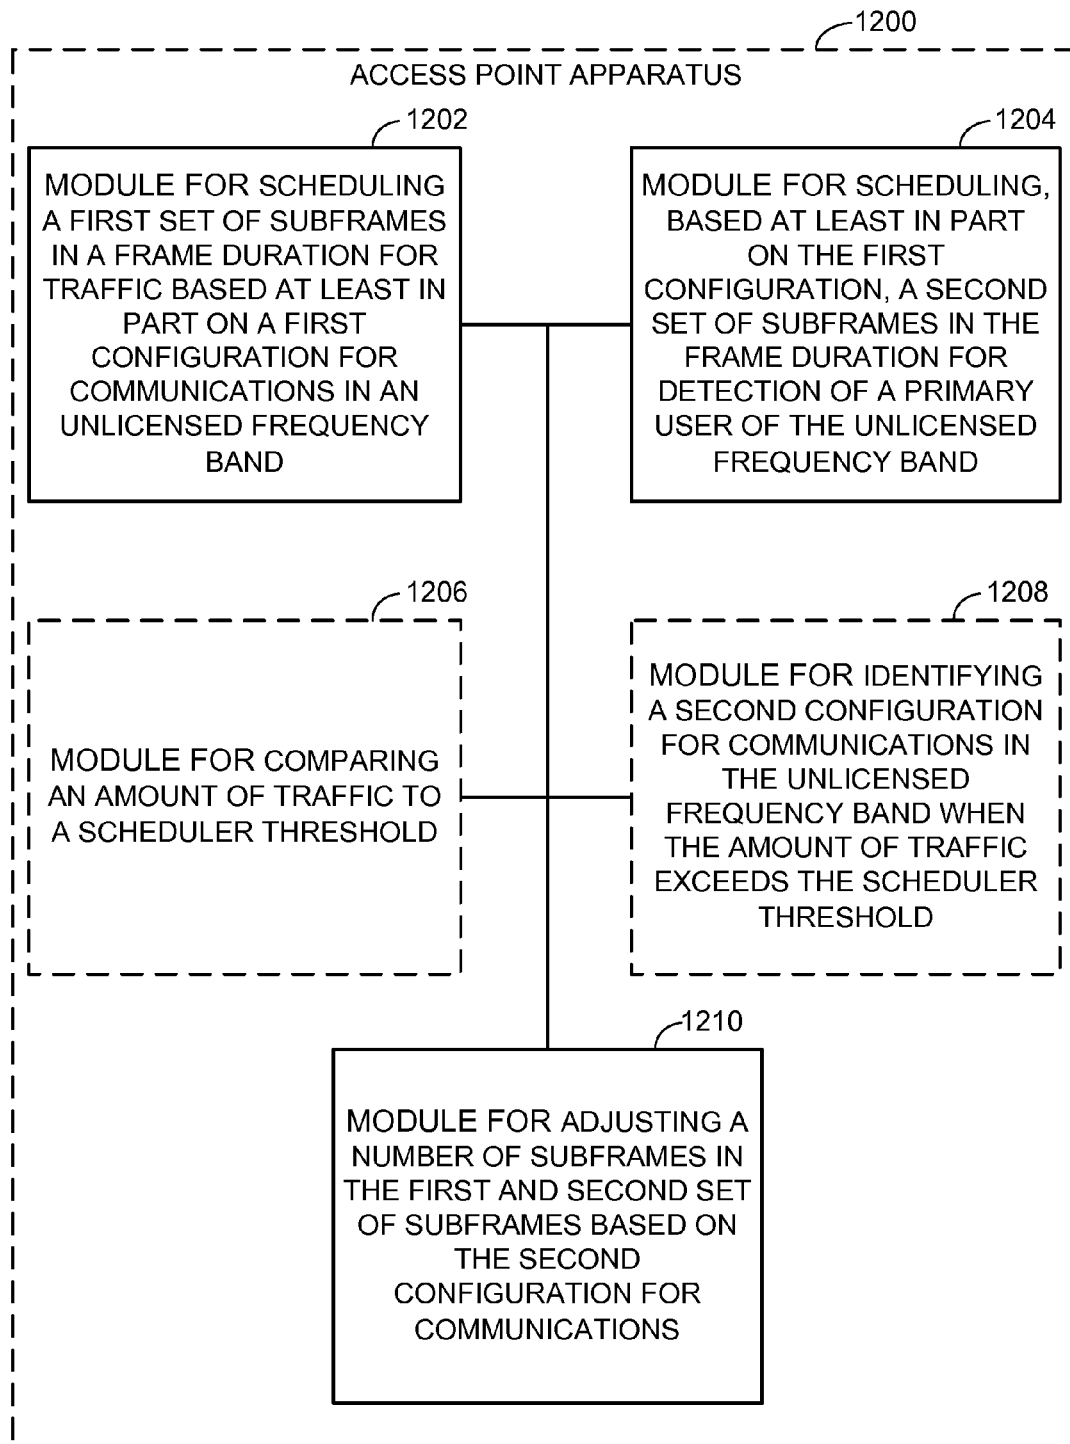 1200
ACCESS POINT APPARATUS
1202
MODULE FOR SCHEDULING
A FIRST SET OF SUBFRAMES
IN A FRAME DURATION FOR
TRAFFIC BASED AT LEAST IN
PART ON A FIRST
CONFIGURATION FOR
COMMUNICATIONS IN AN
UNLICENSED FREQUENCY
BAND
1204
MODULE FOR SCHEDULING,
BASED AT LEAST IN PART
ON THE FIRST
CONFIGURATION, A SECOND
SET OF SUBFRAMES IN THE
FRAME DURATION FOR
DETECTION OF A PRIMARY
USER OF THE UNLICENSED
FREQUENCY BAND
1206
MODULE FOR COMPARING
AN AMOUNT OF TRAFFIC TO
A SCHEDULER THRESHOLD
1208
MODULE FOR IDENTIFYING
A SECOND CONFIGURATION
FOR COMMUNICATIONS IN
THE UNLICENSED
FREQUENCY BAND WHEN
THE AMOUNT OF TRAFFIC
EXCEEDS THE SCHEDULER
THRESHOLD
1210
MODULE FOR ADJUSTING A
NUMBER OF SUBFRAMES IN
THE FIRST AND SECOND SET
OF SUBFRAMES BASED ON
THE SECOND
CONFIGURATION FOR
COMMUNICATIONS